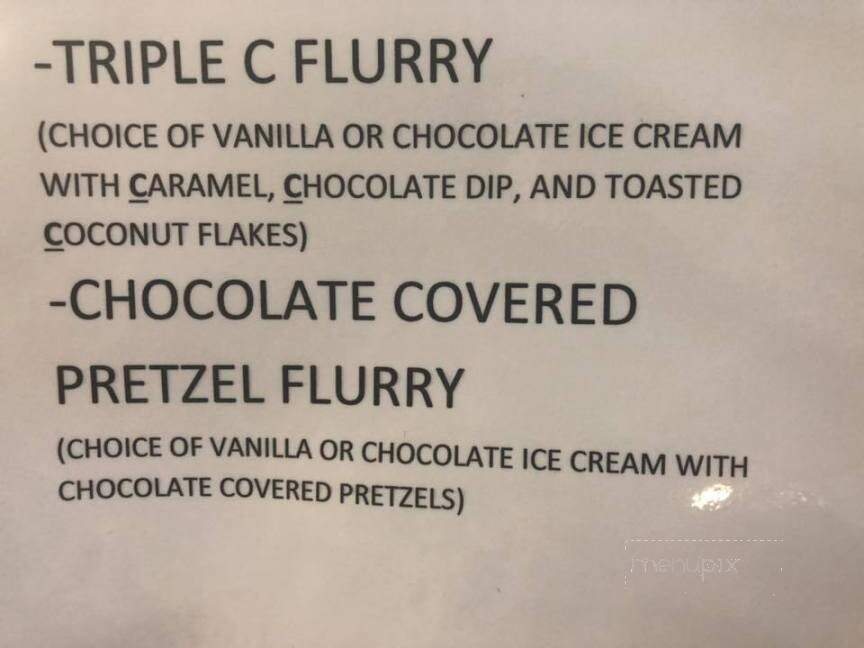 -TRIPLE C FLURRY
(CHOICE OF VANILLA OR CHOCOLATE ICE CREAM
WITH CARAMEL, CHOCOLATE DIP, AND TOASTED
COCONUT FLAKES)
-CHOCOLATE COVERED
PRETZEL FLURRY
(CHOICE OF VANILLA OR CHOCOLATE ICE CREAM WITH
CHOCOLATE COVERED PRETZELS)
menupix